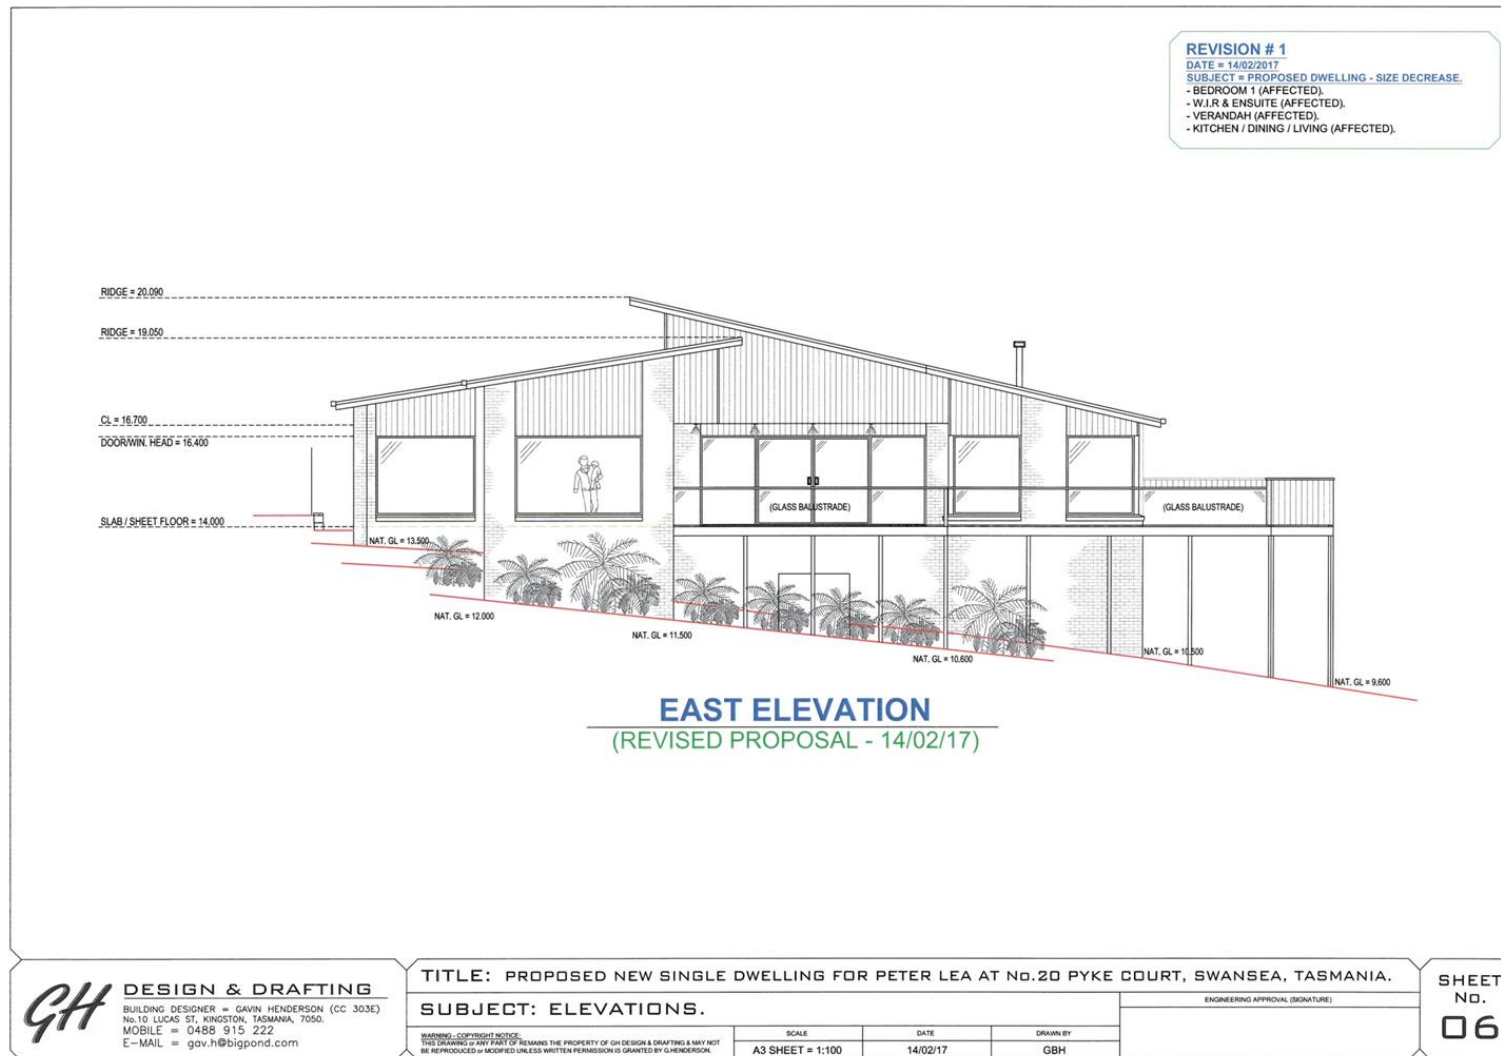 REVISION # 1
DATE = 14/02/2017
SUBJECT = PROPOSED DWELLING - SIZE DECREASE.
- BEDROOM 1 (AFFECTED).
- W.I.R & ENSUITE (AFFECTED).
- VERANDAH (AFFECTED).
- KITCHEN / DINING / LIVING (AFFECTED).
RIDGE = 20.090
RIDGE = 19.050
CL = 16.700
DOOR/WIN. HEAD = 16.400
SLAB / SHEET FLOOR = 14.000
(GLASS BALUSTRADE)
(GLASS BALUSTRADE)
NAT. GL = 13.500
NAT. GL = 12.000
NAT. GL = 11.500
NAT. GL = 10.600
NAT. GL = 10.500
NAT. GL = 9.600
EAST ELEVATION
(REVISED PROPOSAL - 14/02/17)
GH
DESIGN & DRAFTING
BUILDING DESIGNER = GAVIN HENDERSON (CC 303E)
No.10 LUCAS ST, KINGSTON, TASMANIA, 7050.
MOBILE = 0488 915 222
E-MAIL = gav.h@bigpond.com
TITLE: PROPOSED NEW SINGLE DWELLING FOR PETER LEA AT No.20 PYKE COURT, SWANSEA, TASMANIA.
SUBJECT: ELEVATIONS.
WARNING - COPYRIGHT NOTICE:
THIS DRAWING or ANY PART OF REMAINS THE PROPERTY OF GH DESIGN & DRAFTING & MAY NOT
BE REPRODUCED or MODIFIED UNLESS WRITTEN PERMISSION IS GRANTED BY G.HENDERSON.
SCALE
A3 SHEET = 1:100
DATE
14/02/17
DRAWN BY
GBH
ENGINEERING APPROVAL (SIGNATURE)
SHEET
No.
06